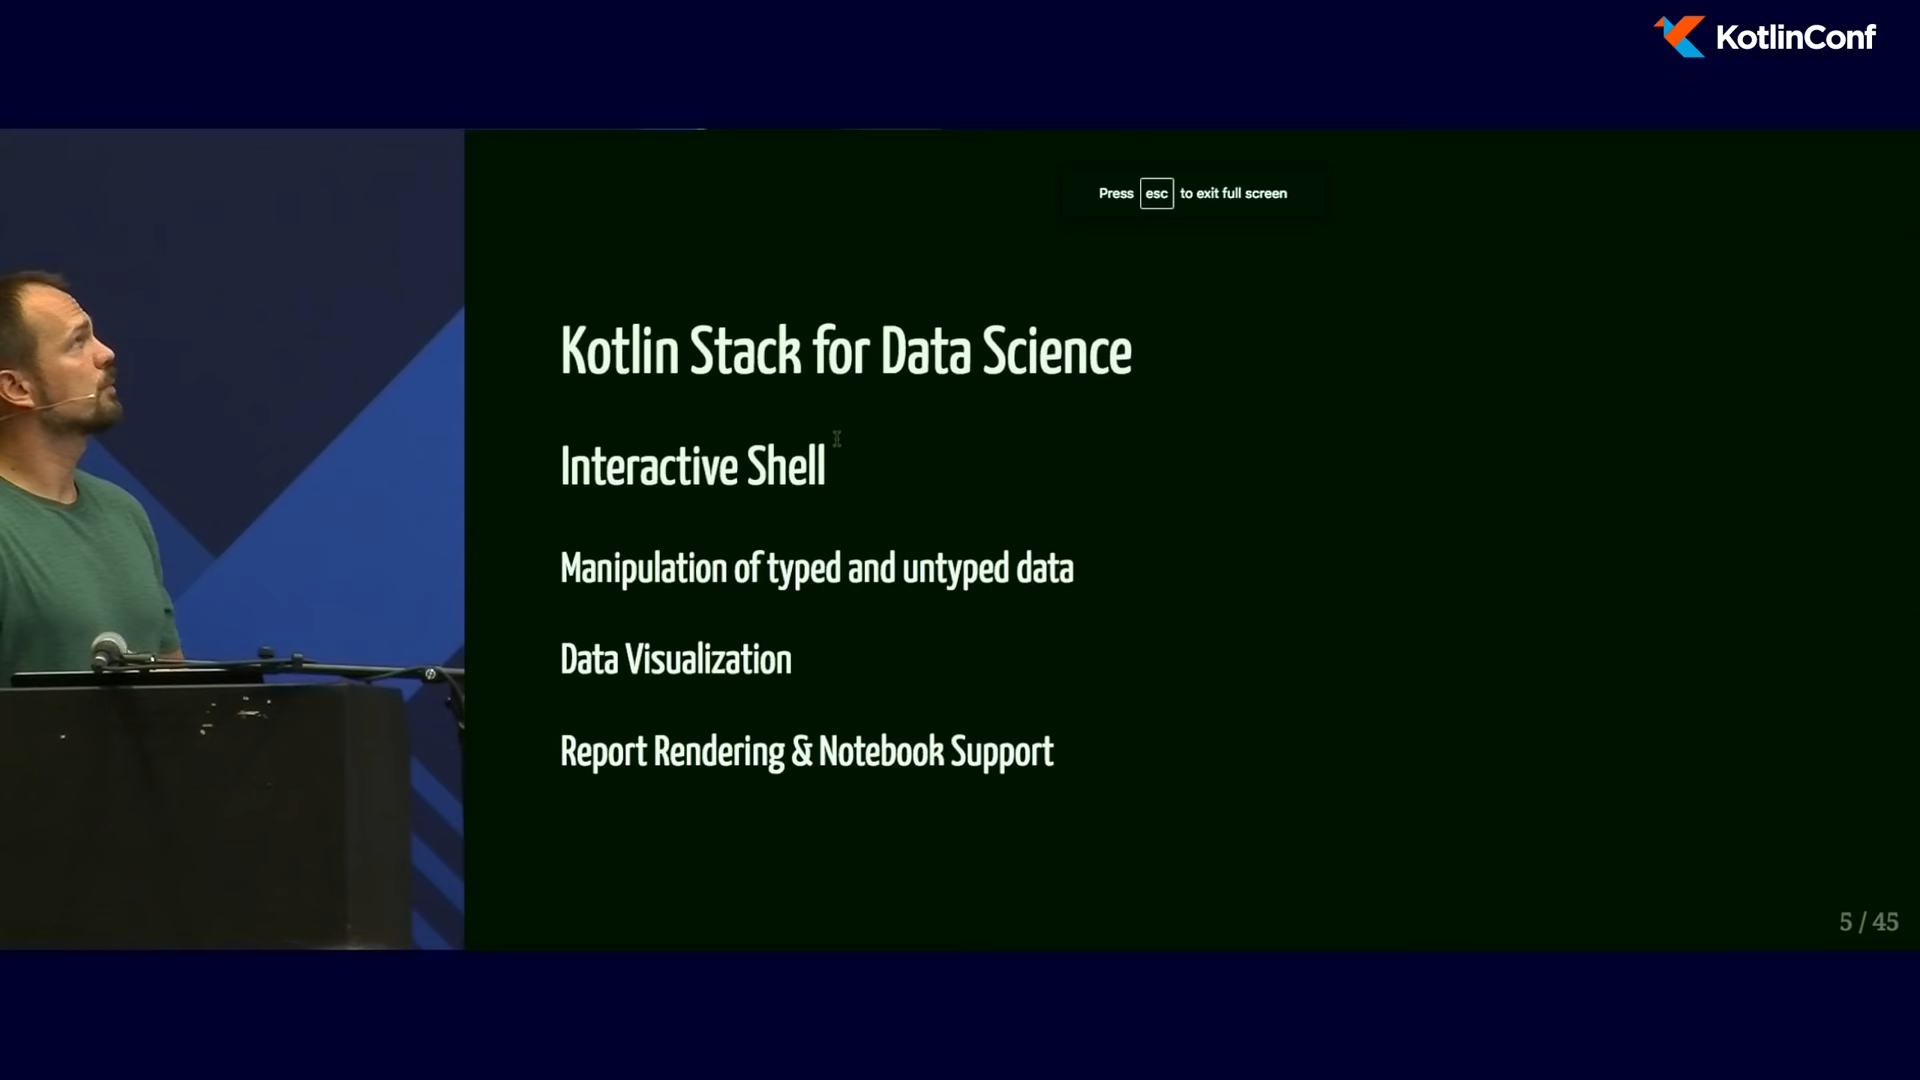 KotlinConf
Press esc to exit full screen
Kotlin Stack for Data Science
Interactive Shell
Manipulation of typed and untyped data
Data Visualization
Report Rendering & Notebook Support
5 / 45